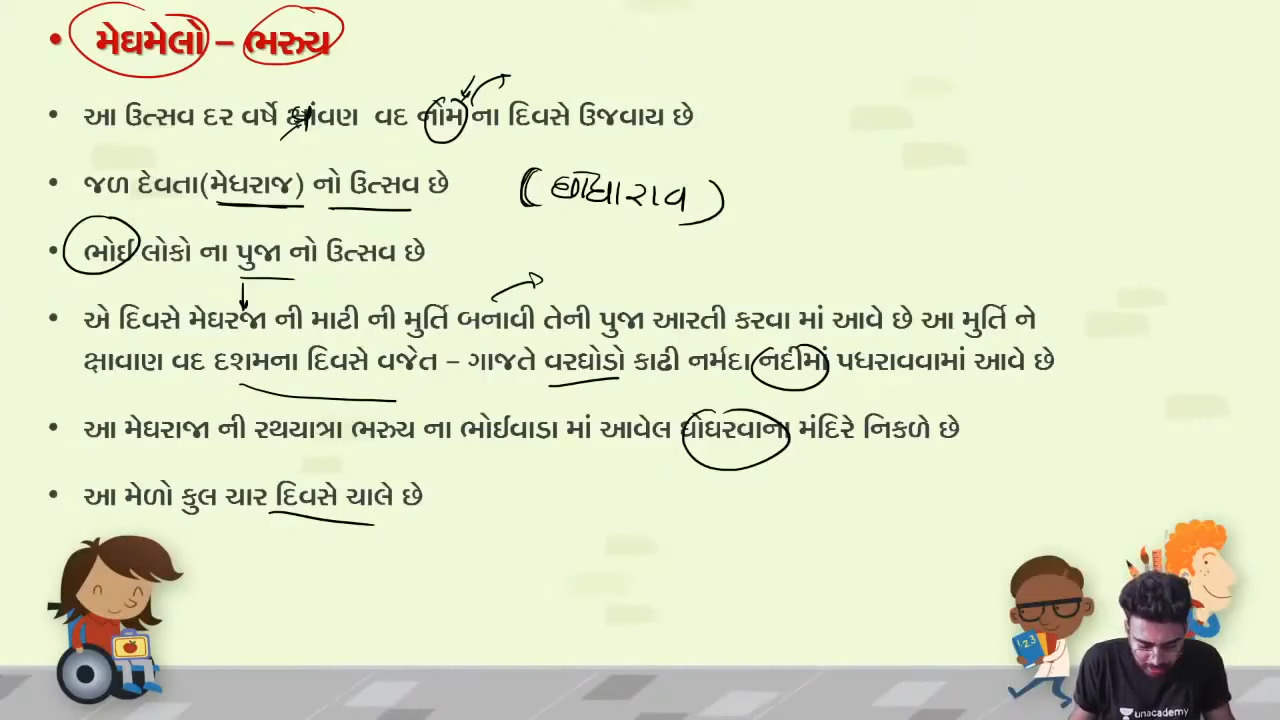 • મેઘમેલો – ભરુચ
• આ ઉત્સવ દર વર્ષે શ્રાંવણ વદ નોમ ના દિવસે ઉજવાય છે
• જળ દેવતા(મેઘરાજ) નો ઉત્સવ છે
• ભોઈ લોકો ના પુજા નો ઉત્સવ છે
• એ દિવસે મેઘરજા ની માટી ની મુર્તિ બનાવી તેની પુજા આરતી કરવા માં આવે છે આ મુર્તિ ને
ક્ષાવાણ વદ દશમના દિવસે વજેત – ગાજતે વરઘોડો કાઢી નર્મદા નદીમાં પધરાવવામાં આવે છે
• આ મેઘરાજા ની રથયાત્રા ભરુચ ના ભોઈવાડા માં આવેલ ઘોઘરવાના મંદિરે નિકળે છે
• આ મેળો કુલ ચાર દિવસે ચાલે છે
123
unacademy